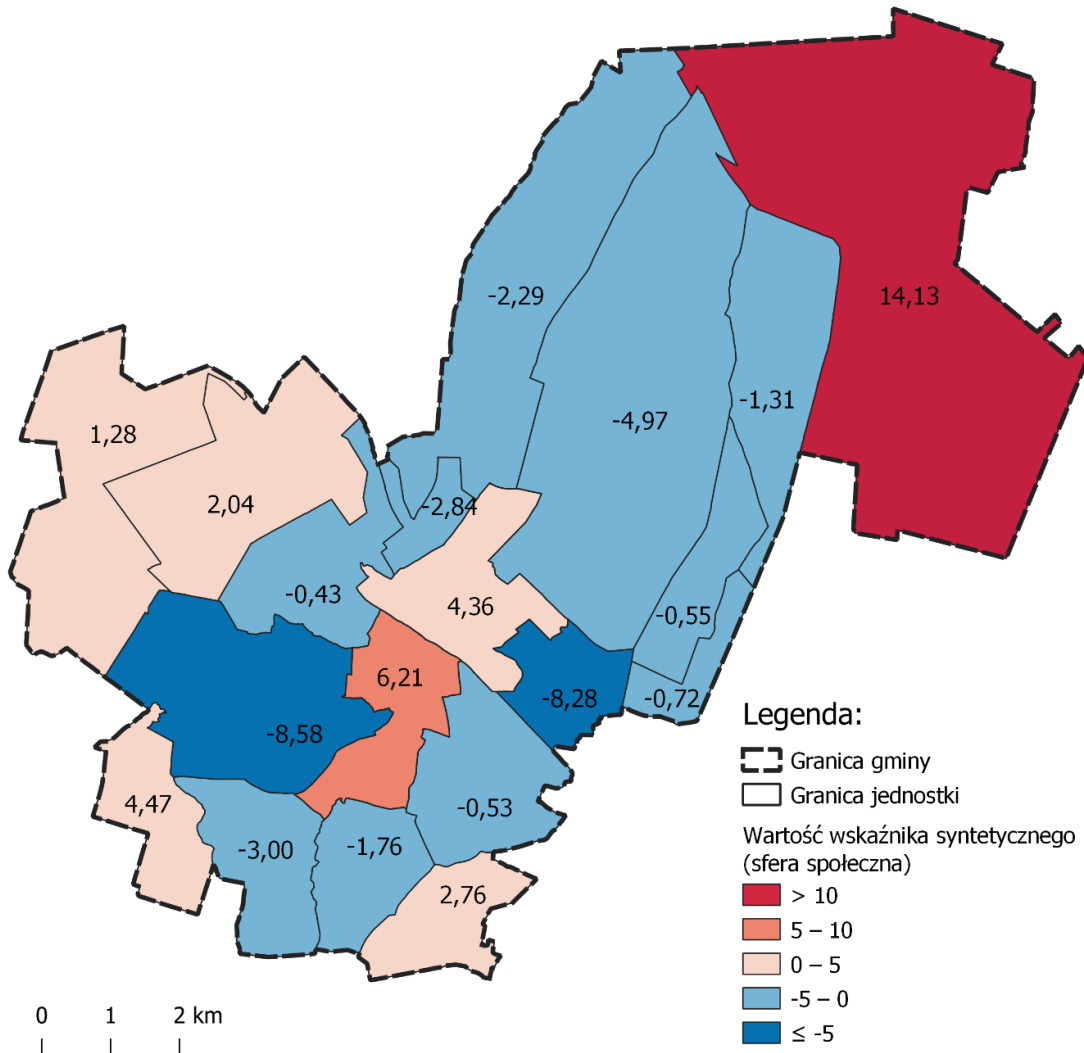 -2,29
14,13
-4,97
-1,31
1,28
2,04
-2,84
-0,43
4,36
-0,55
6,21
-8,28
-0,72
-8,58
4,47
-0,53
-3,00
-1,76
2,76
Legenda:
Granica gminy
Granica jednostki
Wartość wskaźnika syntetycznego
(sfera społeczna)
> 10
5 – 10
0 – 5
-5 – 0
≤ -5
0 1 2 km